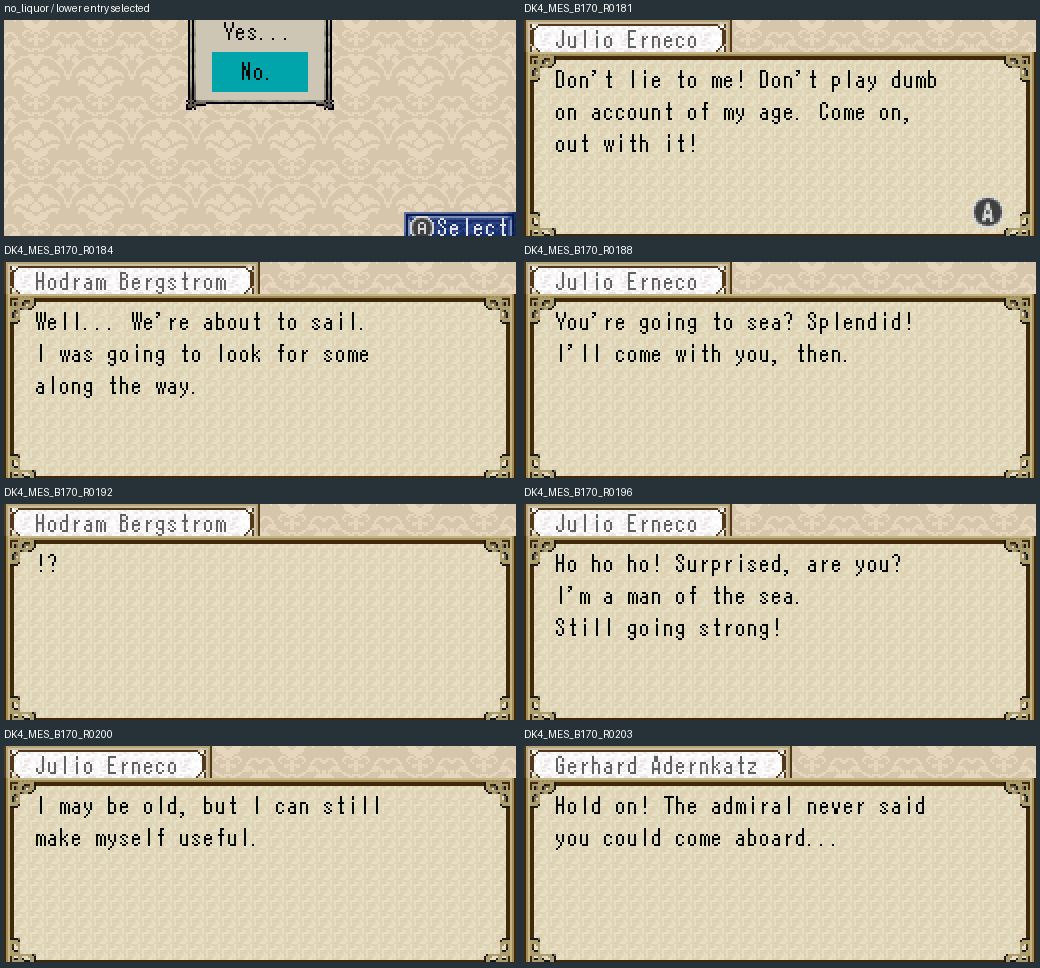 no_liquor / lower entry selected
Yes...
No.
ⒶSelect
DK4_MES_B170_R0181
Julio Erneco
Don't lie to me! Don't play dumb
on account of my age. Come on,
out with it!
A
DK4_MES_B170_R0184
Hodram Bergstrom
Well... We're about to sail.
I was going to look for some
along the way.
DK4_MES_B170_R0188
Julio Erneco
You're going to sea? Splendid!
I'll come with you, then.
DK4_MES_B170_R0192
Hodram Bergstrom
!?
DK4_MES_B170_R0196
Julio Erneco
Ho ho ho! Surprised, are you?
I'm a man of the sea.
Still going strong!
DK4_MES_B170_R0200
Julio Erneco
I may be old, but I can still
make myself useful.
DK4_MES_B170_R0203
Gerhard Adernkatz
Hold on! The admiral never said
you could come aboard...